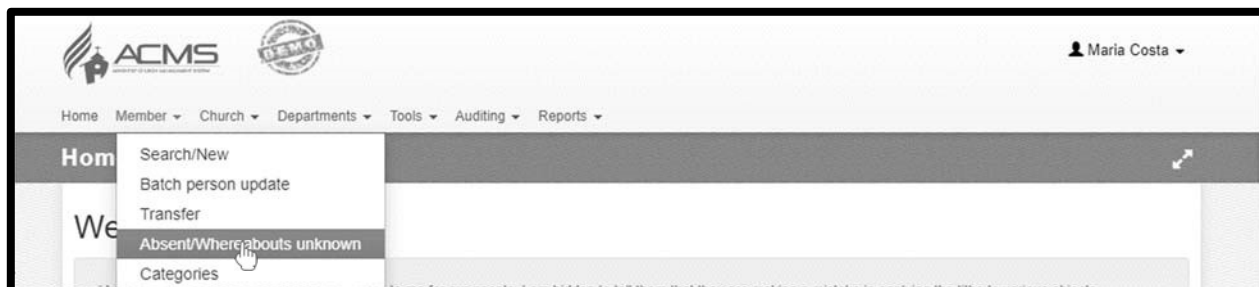 ACMS
DEMO
Maria Costa
Home Member Church Departments Tools Auditing Reports
Hom
Search/New
Batch person update
Transfer
We
Absent/Whereabouts unknown
Categories